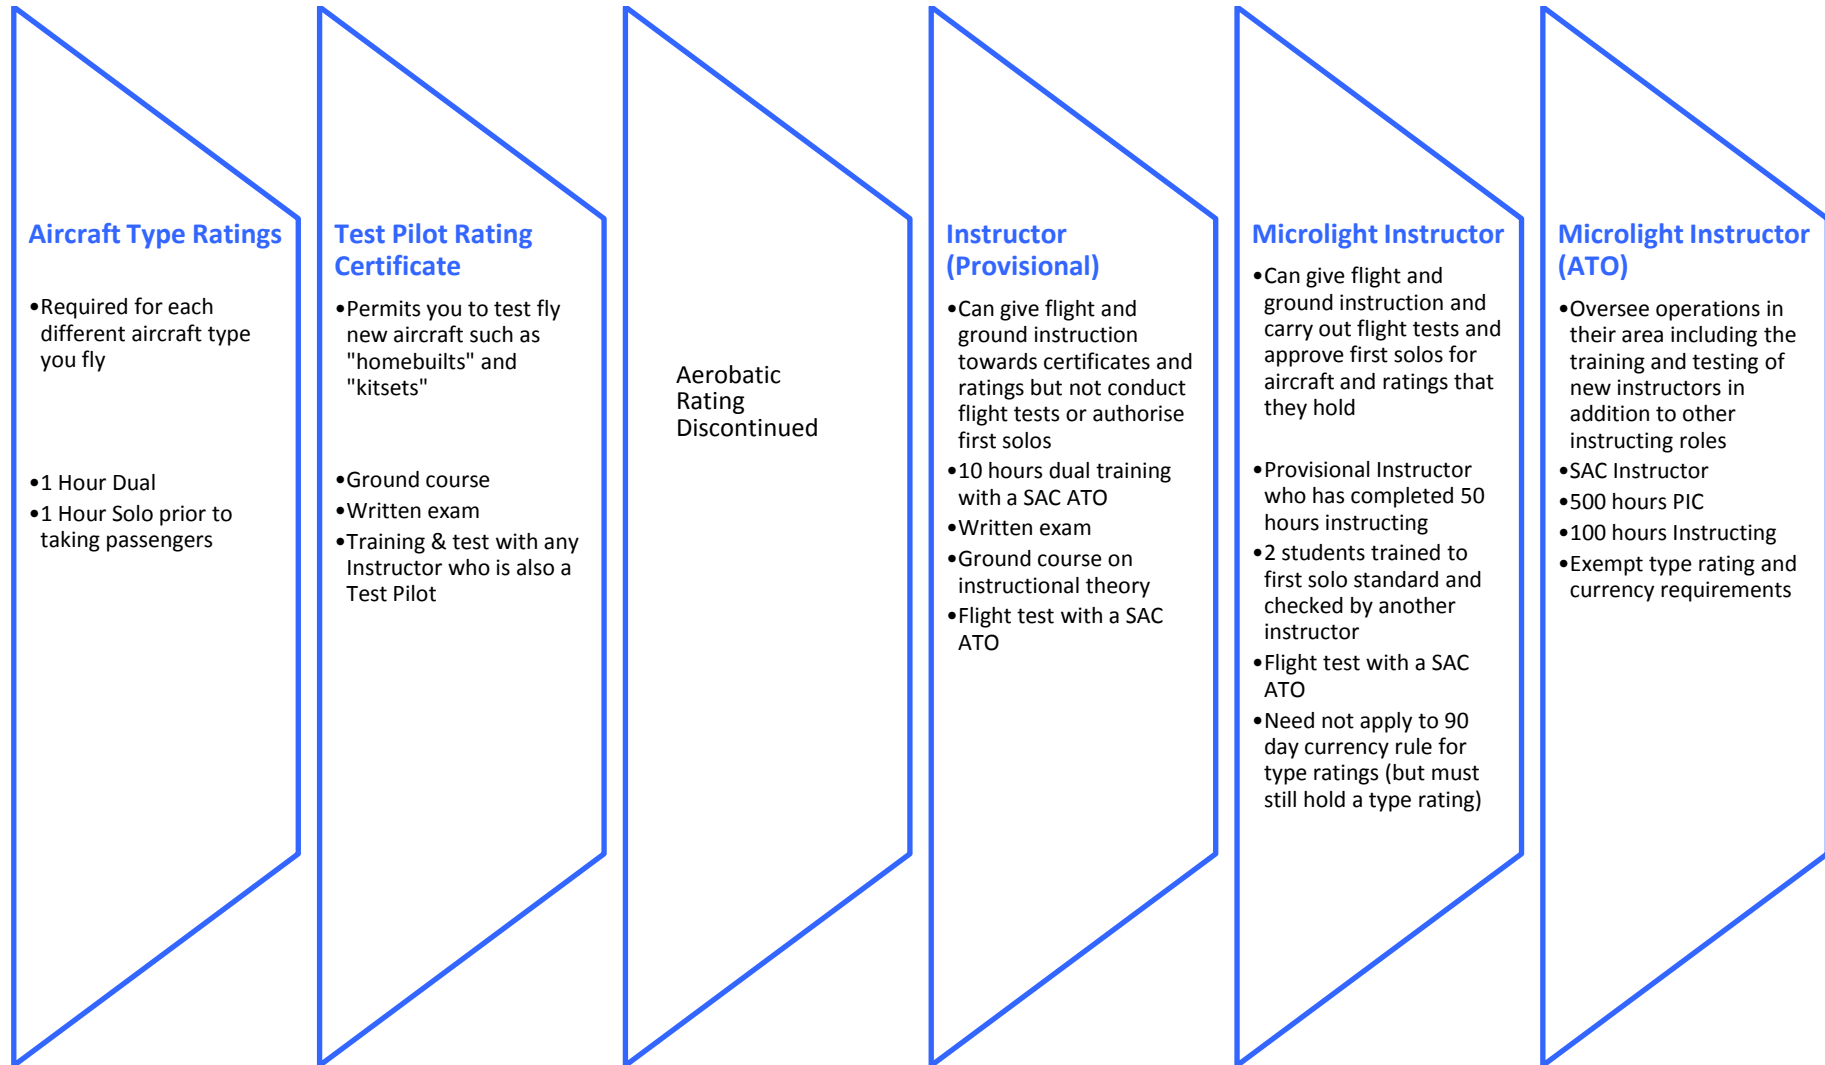 Aircraft Type Ratings
•Required for each
different aircraft type
you fly
•1 Hour Dual
•1 Hour Solo prior to
taking passengers
Test Pilot Rating
Certificate
•Permits you to test fly
new aircraft such as
"homebuilts" and
"kitsets"
•Ground course
•Written exam
•Training & test with any
Instructor who is also a
Test Pilot
Aerobatic
Rating
Discontinued
Instructor
(Provisional)
•Can give flight and
ground instruction
towards certificates and
ratings but not conduct
flight tests or authorise
first solos
•10 hours dual training
with a SAC ATO
•Written exam
•Ground course on
instructional theory
•Flight test with a SAC
ATO
Microlight Instructor
•Can give flight and
ground instruction and
carry out flight tests and
approve first solos for
aircraft and ratings that
they hold
•Provisional Instructor
who has completed 50
hours instructing
•2 students trained to
first solo standard and
checked by another
instructor
•Flight test with a SAC
ATO
•Need not apply to 90
day currency rule for
type ratings (but must
still hold a type rating)
Microlight Instructor
(ATO)
•Oversee operations in
their area including the
training and testing of
new instructors in
addition to other
instructing roles
•SAC Instructor
•500 hours PIC
•100 hours Instructing
•Exempt type rating and
currency requirements